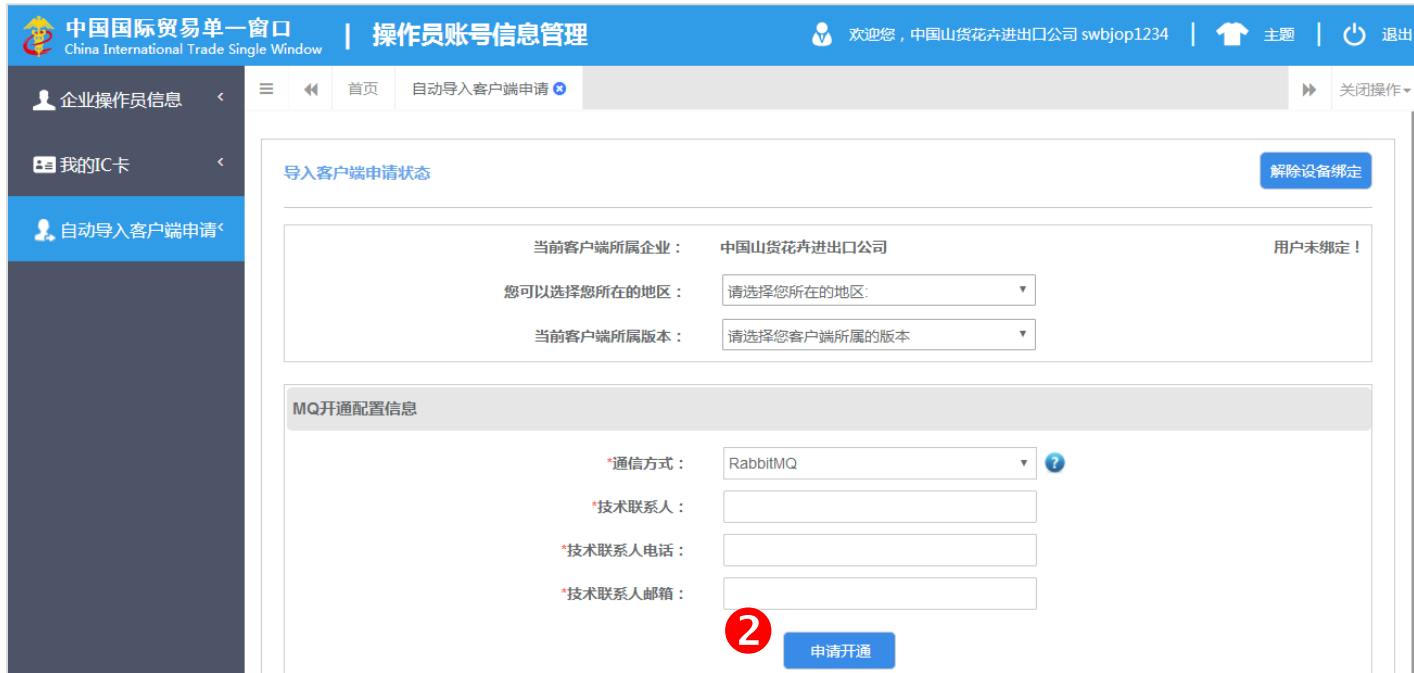 中国国际贸易单一窗口
China International Trade Single Window
| 操作员账号信息管理
欢迎您，中国山货花卉进出口公司 swbjop1234 | 主题 | 退出
企业操作员信息
首页 自动导入客户端申请 关闭操作
我的IC卡
自动导入客户端申请
导入客户端申请状态 解除设备绑定
当前客户端所属企业： 中国山货花卉进出口公司 用户未绑定！
您可以选择您所在的地区： 请选择您所在的地区:
当前客户端所属版本： 请选择您客户端所属的版本
MQ开通配置信息
*通信方式： RabbitMQ ?
*技术联系人：
*技术联系人电话：
*技术联系人邮箱：
2 申请开通